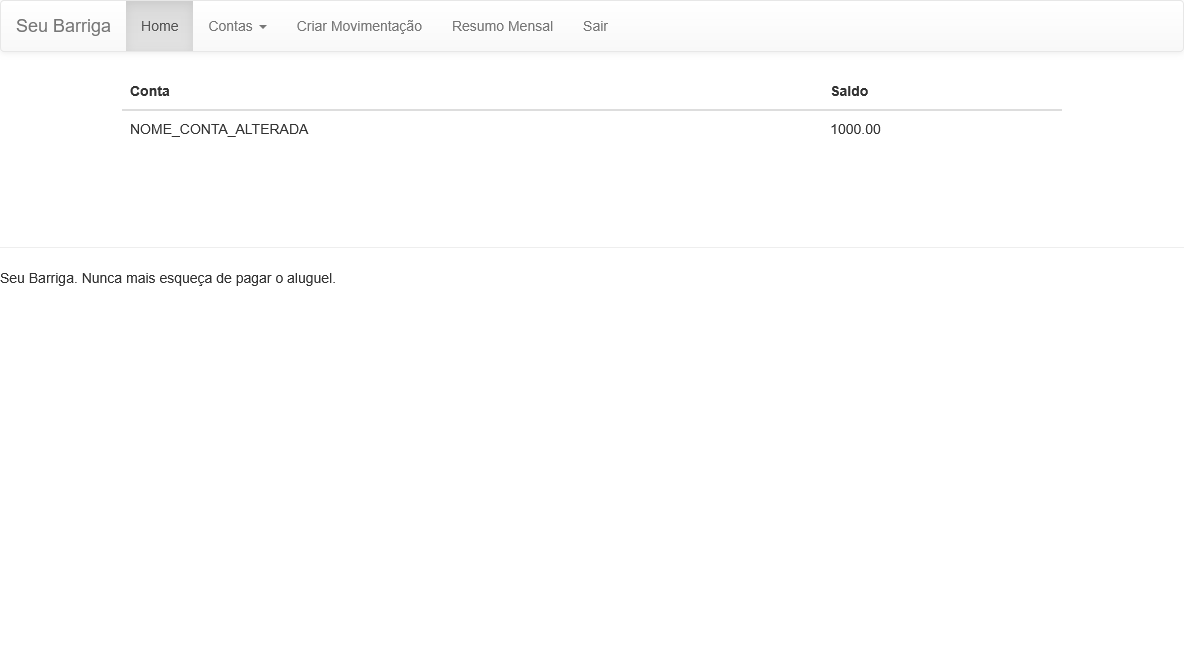 Seu Barriga Home Contas Criar Movimentação Resumo Mensal Sair
Conta Saldo
NOME_CONTA_ALTERADA 1000.00
Seu Barriga. Nunca mais esqueça de pagar o aluguel.